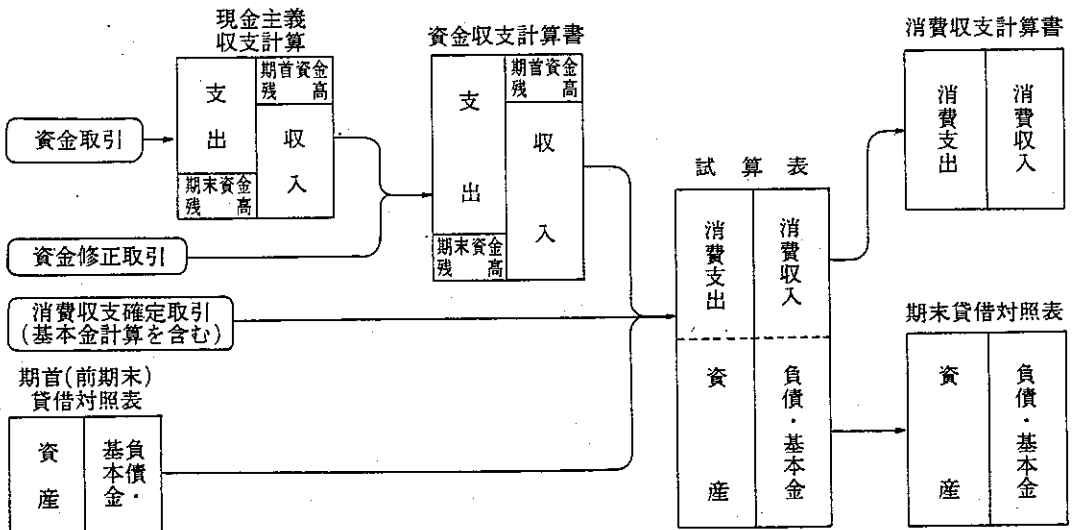 現金主義
収支計算
支出
期首資金
残高
収入
期末資金
残高
資金収支計算書
支出
期首資金
残高
収入
期末資金
残高
消費収支計算書
消費支出
消費収入
資金取引
資金修正取引
消費収支確定取引
(基本金計算を含む)
期首(前期末)
貸借対照表
資産
負債・
基本金
試算表
消費支出
消費収入
資産
負債・基本金
期末貸借対照表
資産
負債・基本金